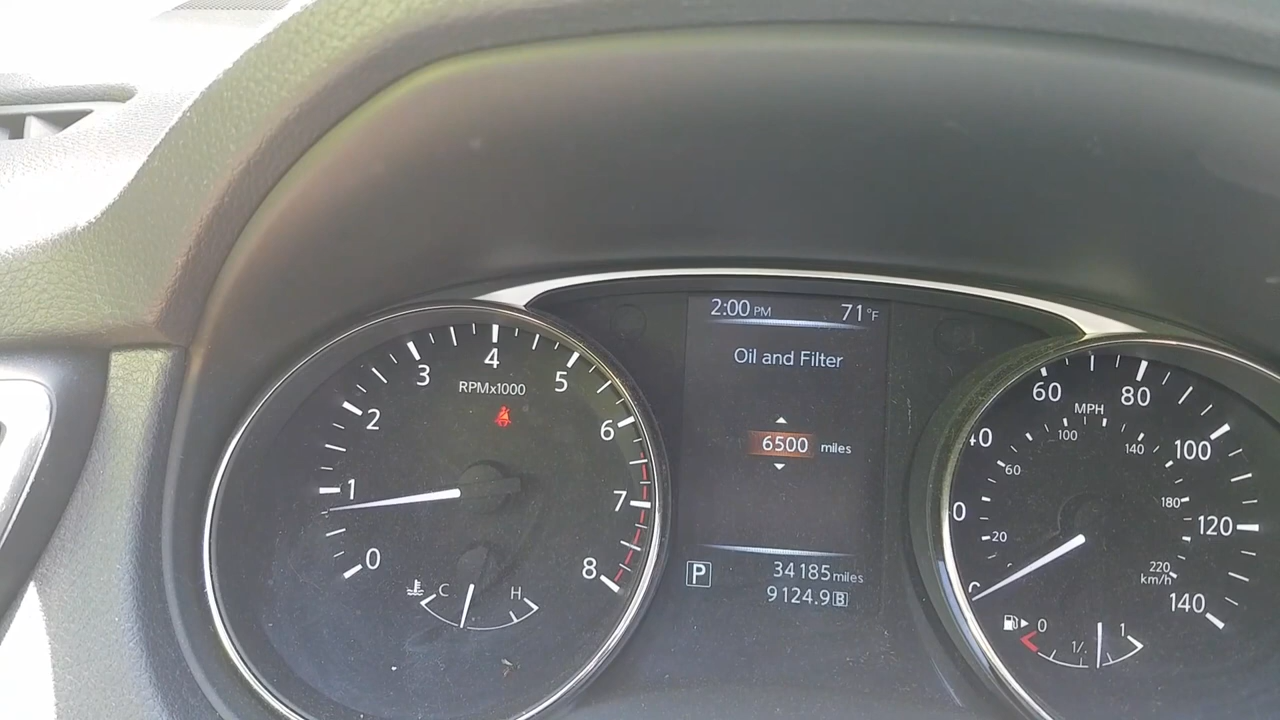 2:00 PM 71°F
Oil and Filter
6500 miles
P 34185 miles
9124.9 B
0 1 2 3 4 5 6 7 8
RPMx1000
C H
20 60 100 140 180 220
km/h
0 60 80 100 120 140
MPH
0 1/ 1